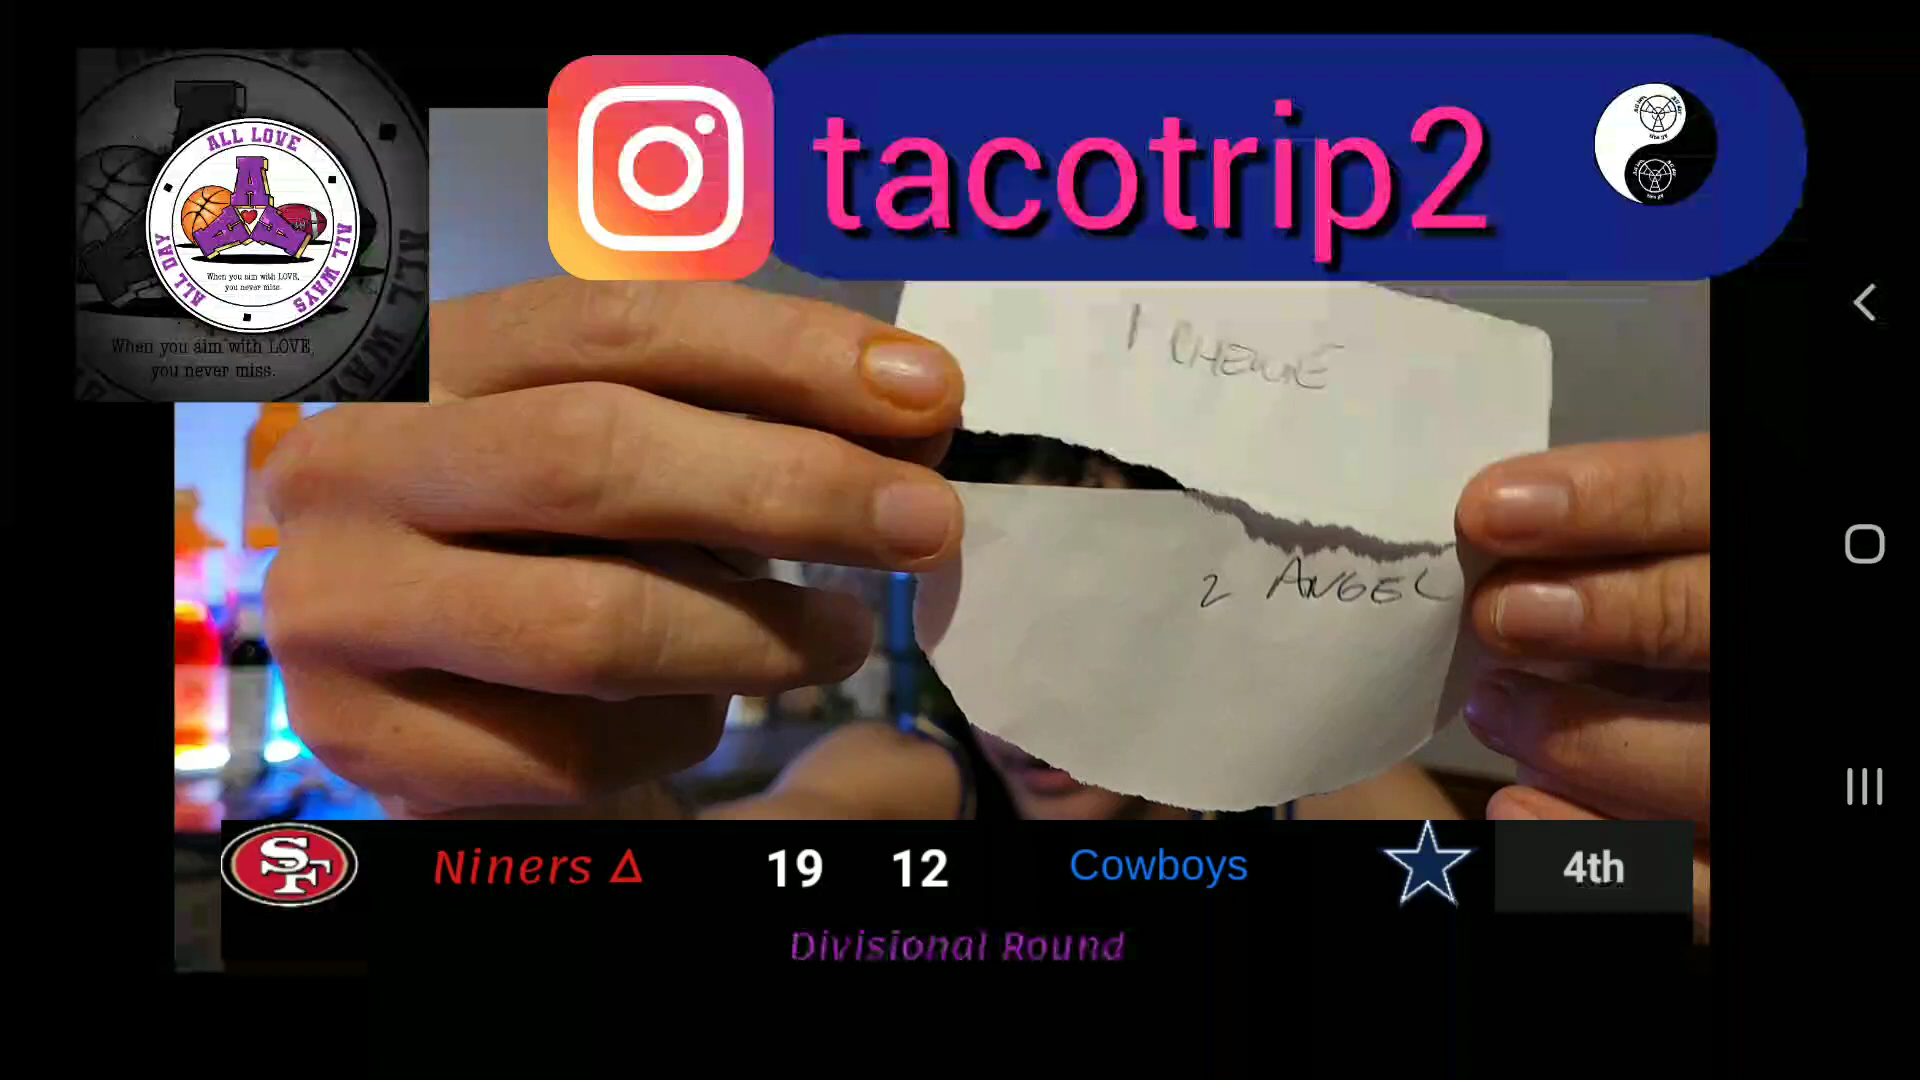 ALL LOVE
ALL DAY
ALL WAYS
When you aim with LOVE,
you never miss.
When you aim with LOVE,
you never miss.
tacotrip2
1
2 ANGEL
SF
Niners Δ 19 12 Cowboys 4th
Divisional Round